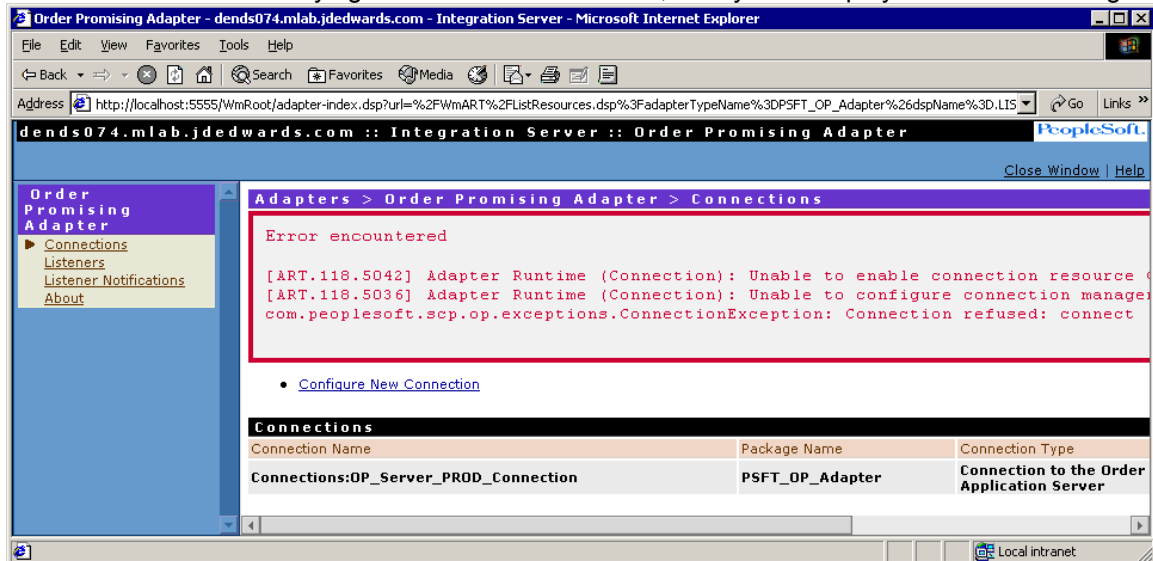 Order Promising Adapter - dends074.mlab.jdedwards.com - Integration Server - Microsoft Internet Explorer
File Edit View Favorites Tools Help
Back Search Favorites Media
Address http://localhost:5555/WmRoot/adapter-index.dsp?url=%2FWmART%2FListResources.dsp%3FadapterTypeName%3DPSFT_OP_Adapter%26dspName%3D.LIS Go Links »
dends074.mlab.jdedwards.com :: Integration Server :: Order Promising Adapter PeopleSoft.
Close Window | Help
Order
Promising
Adapter
Connections
Listeners
Listener Notifications
About
Adapters > Order Promising Adapter > Connections
Error encountered
[ART.118.5042] Adapter Runtime (Connection): Unable to enable connection resource
[ART.118.5036] Adapter Runtime (Connection): Unable to configure connection manager
com.peoplesoft.scp.op.exceptions.ConnectionException: Connection refused: connect
• Configure New Connection
Connections
Connection Name Package Name Connection Type
Connections:OP_Server_PROD_Connection PSFT_OP_Adapter Connection to the Order
Application Server
Local intranet